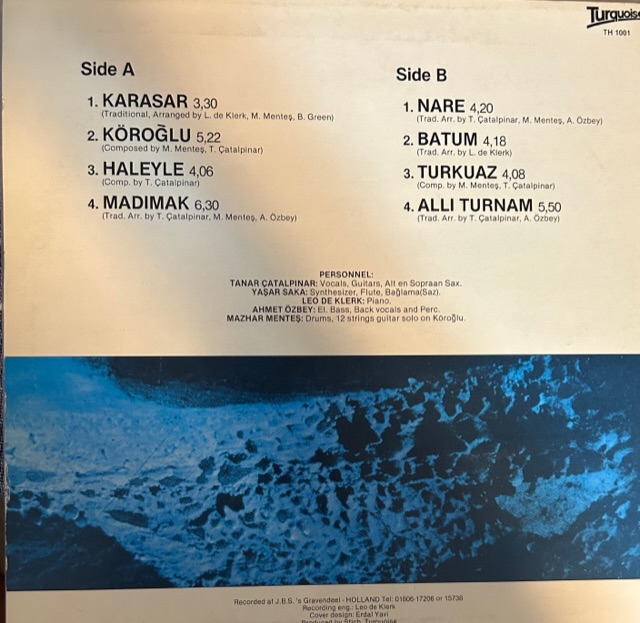 Turquoise
TH 1001
Side A
1. KARASAR 3,30
(Traditional, Arranged by L. de Klerk, M. Menteş, B. Green)
2. KÖROĞLU 5,22
(Composed by M. Menteş, T. Çatalpinar)
3. HALEYLE 4,06
(Comp. by T. Çatalpinar)
4. MADIMAK 6,30
(Trad. Arr. by T. Çatalpinar, M. Menteş, A. Özbey)
Side B
1. NARE 4,20
(Trad. Arr. by T. Çatalpinar, M. Menteş, A. Özbey)
2. BATUM 4,18
(Trad. Arr. by L. de Klerk)
3. TURKUAZ 4,08
(Comp. by M. Menteş, T. Çatalpinar)
4. ALLI TURNAM 5,50
(Trad. Arr. by T. Çatalpinar, A. Özbey)
PERSONNEL:
TANAR ÇATALPINAR: Vocals, Guitars, Alt en Sopraan Sax.
YAŞAR SAKA: Synthesizer, Flute, Bağlama(Saz).
LEO DE KLERK: Piano.
AHMET ÖZBEY: El. Bass, Back vocals and Perc.
MAZHAR MENTEŞ: Drums, 12 strings guitar solo on Köroğlu.
Recorded at J.B.S. 's Gravendeel - HOLLAND Tel: 01806-17206 or 15738
Recording eng.: Leo de Klerk
Cover design: Erdal Yavi
Produced by Stich. Turquoise